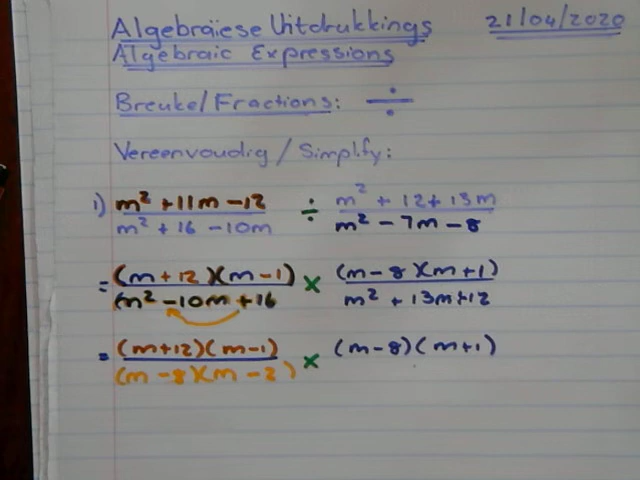 Algebraïese Uitdrukkings 21/04/2020
Algebraic Expressions
Breuke/Fractions: ÷
Vereenvoudig / Simplify:
1) (m² + 11m - 12)/(m² + 16 - 10m) ÷ (m² + 12 + 13m)/(m² - 7m - 8)
= ((m + 12)(m - 1))/(m² - 10m + 16) × ((m - 8)(m + 1))/(m² + 13m + 12)
= ((m + 12)(m - 1))/((m - 8)(m - 2)) × (m - 8)(m + 1)